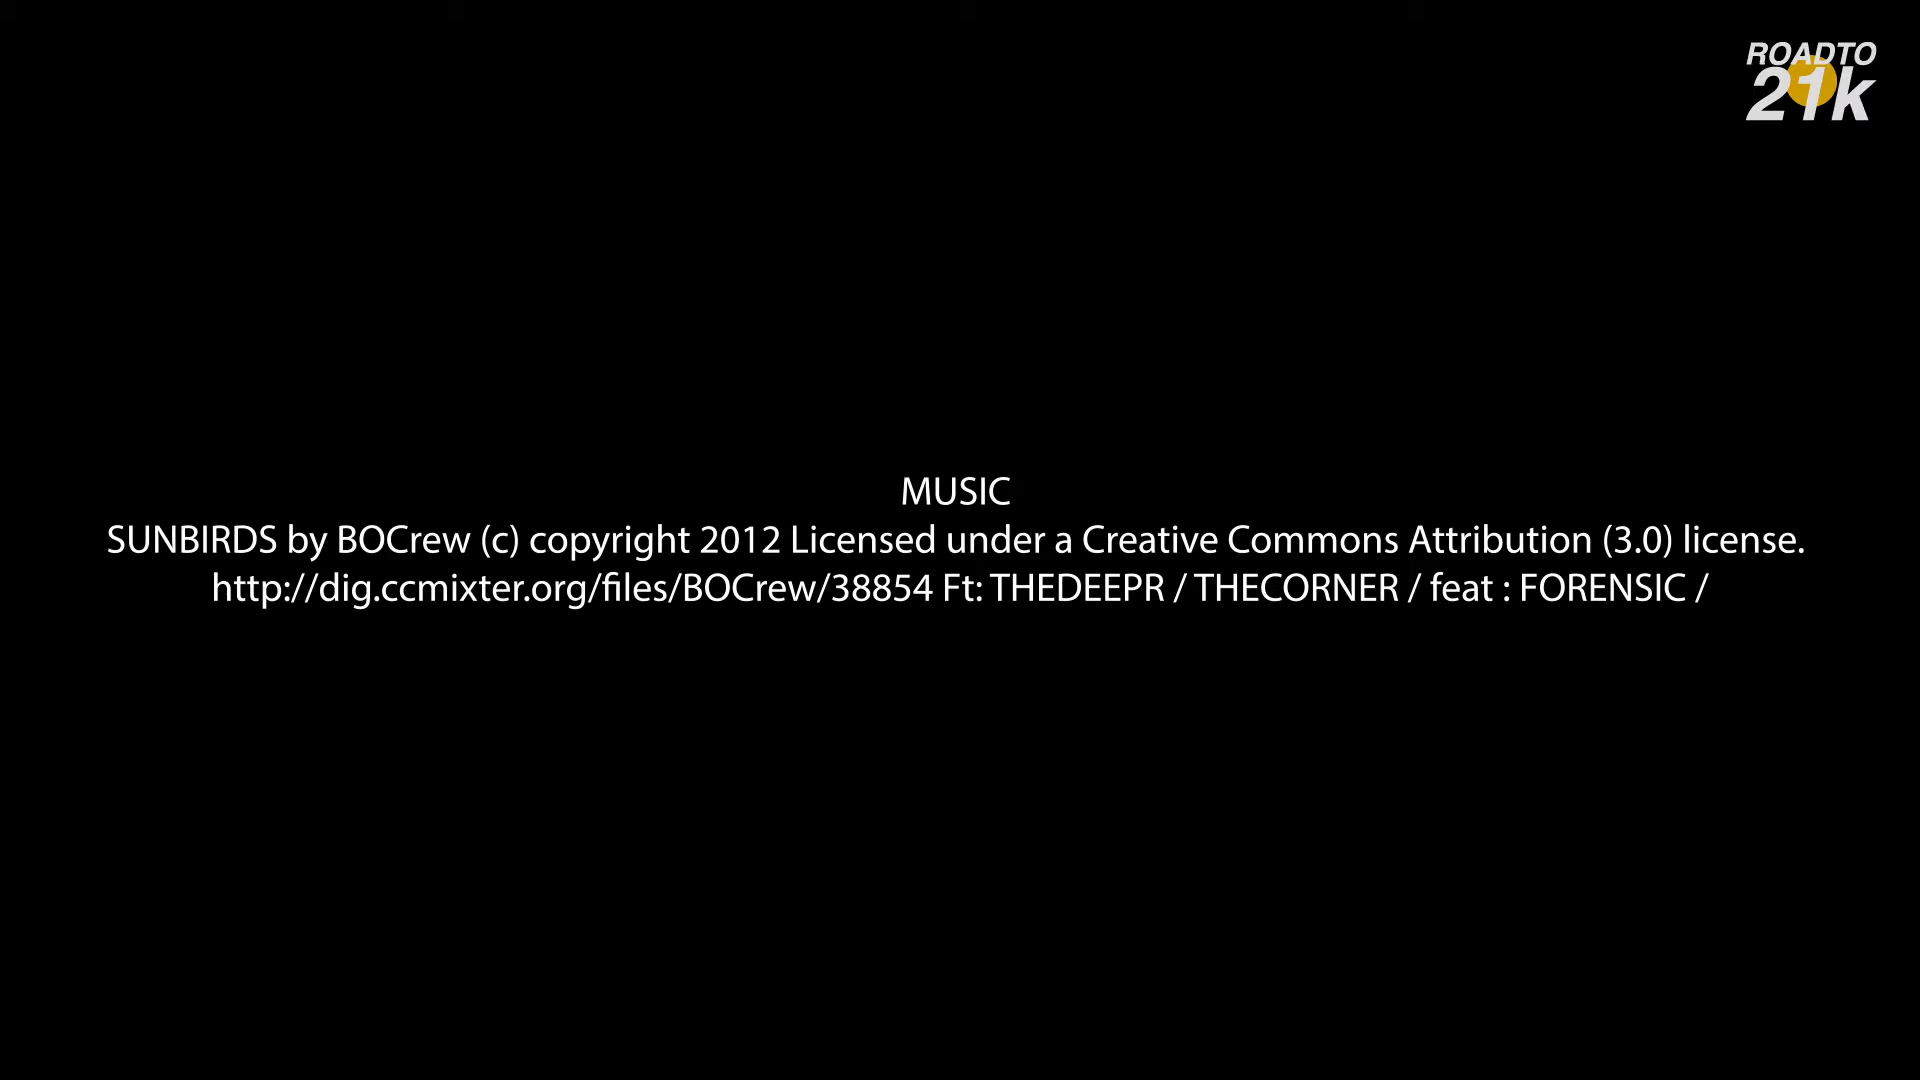 ROADTO
21k
MUSIC
SUNBIRDS by BOCrew (c) copyright 2012 Licensed under a Creative Commons Attribution (3.0) license.
http://dig.ccmixter.org/files/BOCrew/38854 Ft: THEDEEPR / THECORNER / feat : FORENSIC /